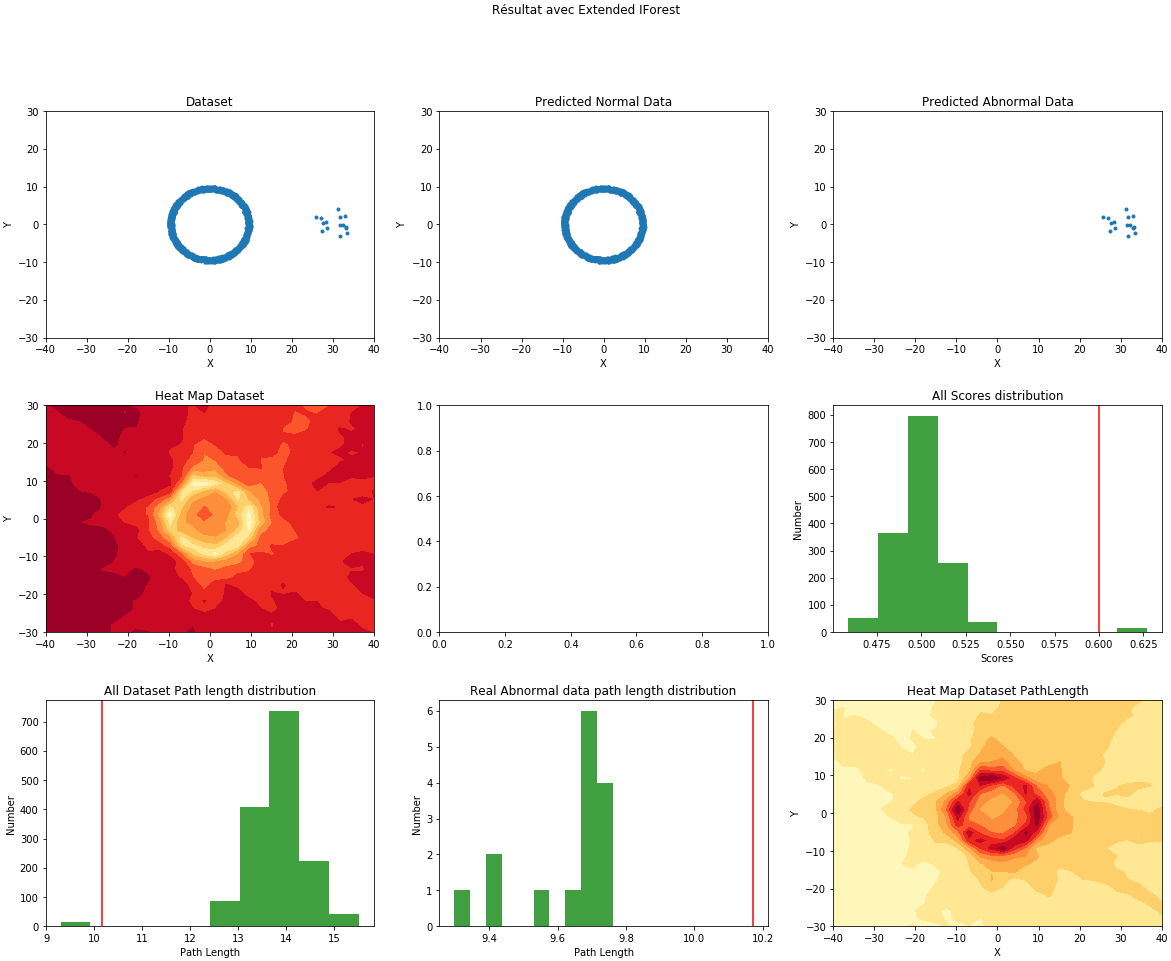 Résultat avec Extended IForest
Dataset
30
20
10
0
−10
−20
−30
Y
−40 −30 −20 −10 0 10 20 30 40
X
Predicted Normal Data
30
20
10
0
−10
−20
−30
Y
−40 −30 −20 −10 0 10 20 30 40
X
Predicted Abnormal Data
30
20
10
0
−10
−20
−30
Y
−40 −30 −20 −10 0 10 20 30 40
X
Heat Map Dataset
30
20
10
0
−10
−20
−30
Y
−40 −30 −20 −10 0 10 20 30 40
X
1.0
0.8
0.6
0.4
0.2
0.0
0.0 0.2 0.4 0.6 0.8 1.0
All Scores distribution
800
700
600
500
400
300
200
100
0
Number
0.475 0.500 0.525 0.550 0.575 0.600 0.625
Scores
All Dataset Path length distribution
700
600
500
400
300
200
100
0
Number
9 10 11 12 13 14 15
Path Length
Real Abnormal data path length distribution
6
5
4
3
2
1
0
Number
9.4 9.6 9.8 10.0 10.2
Path Length
Heat Map Dataset PathLength
30
20
10
0
−10
−20
−30
Y
−40 −30 −20 −10 0 10 20 30 40
X